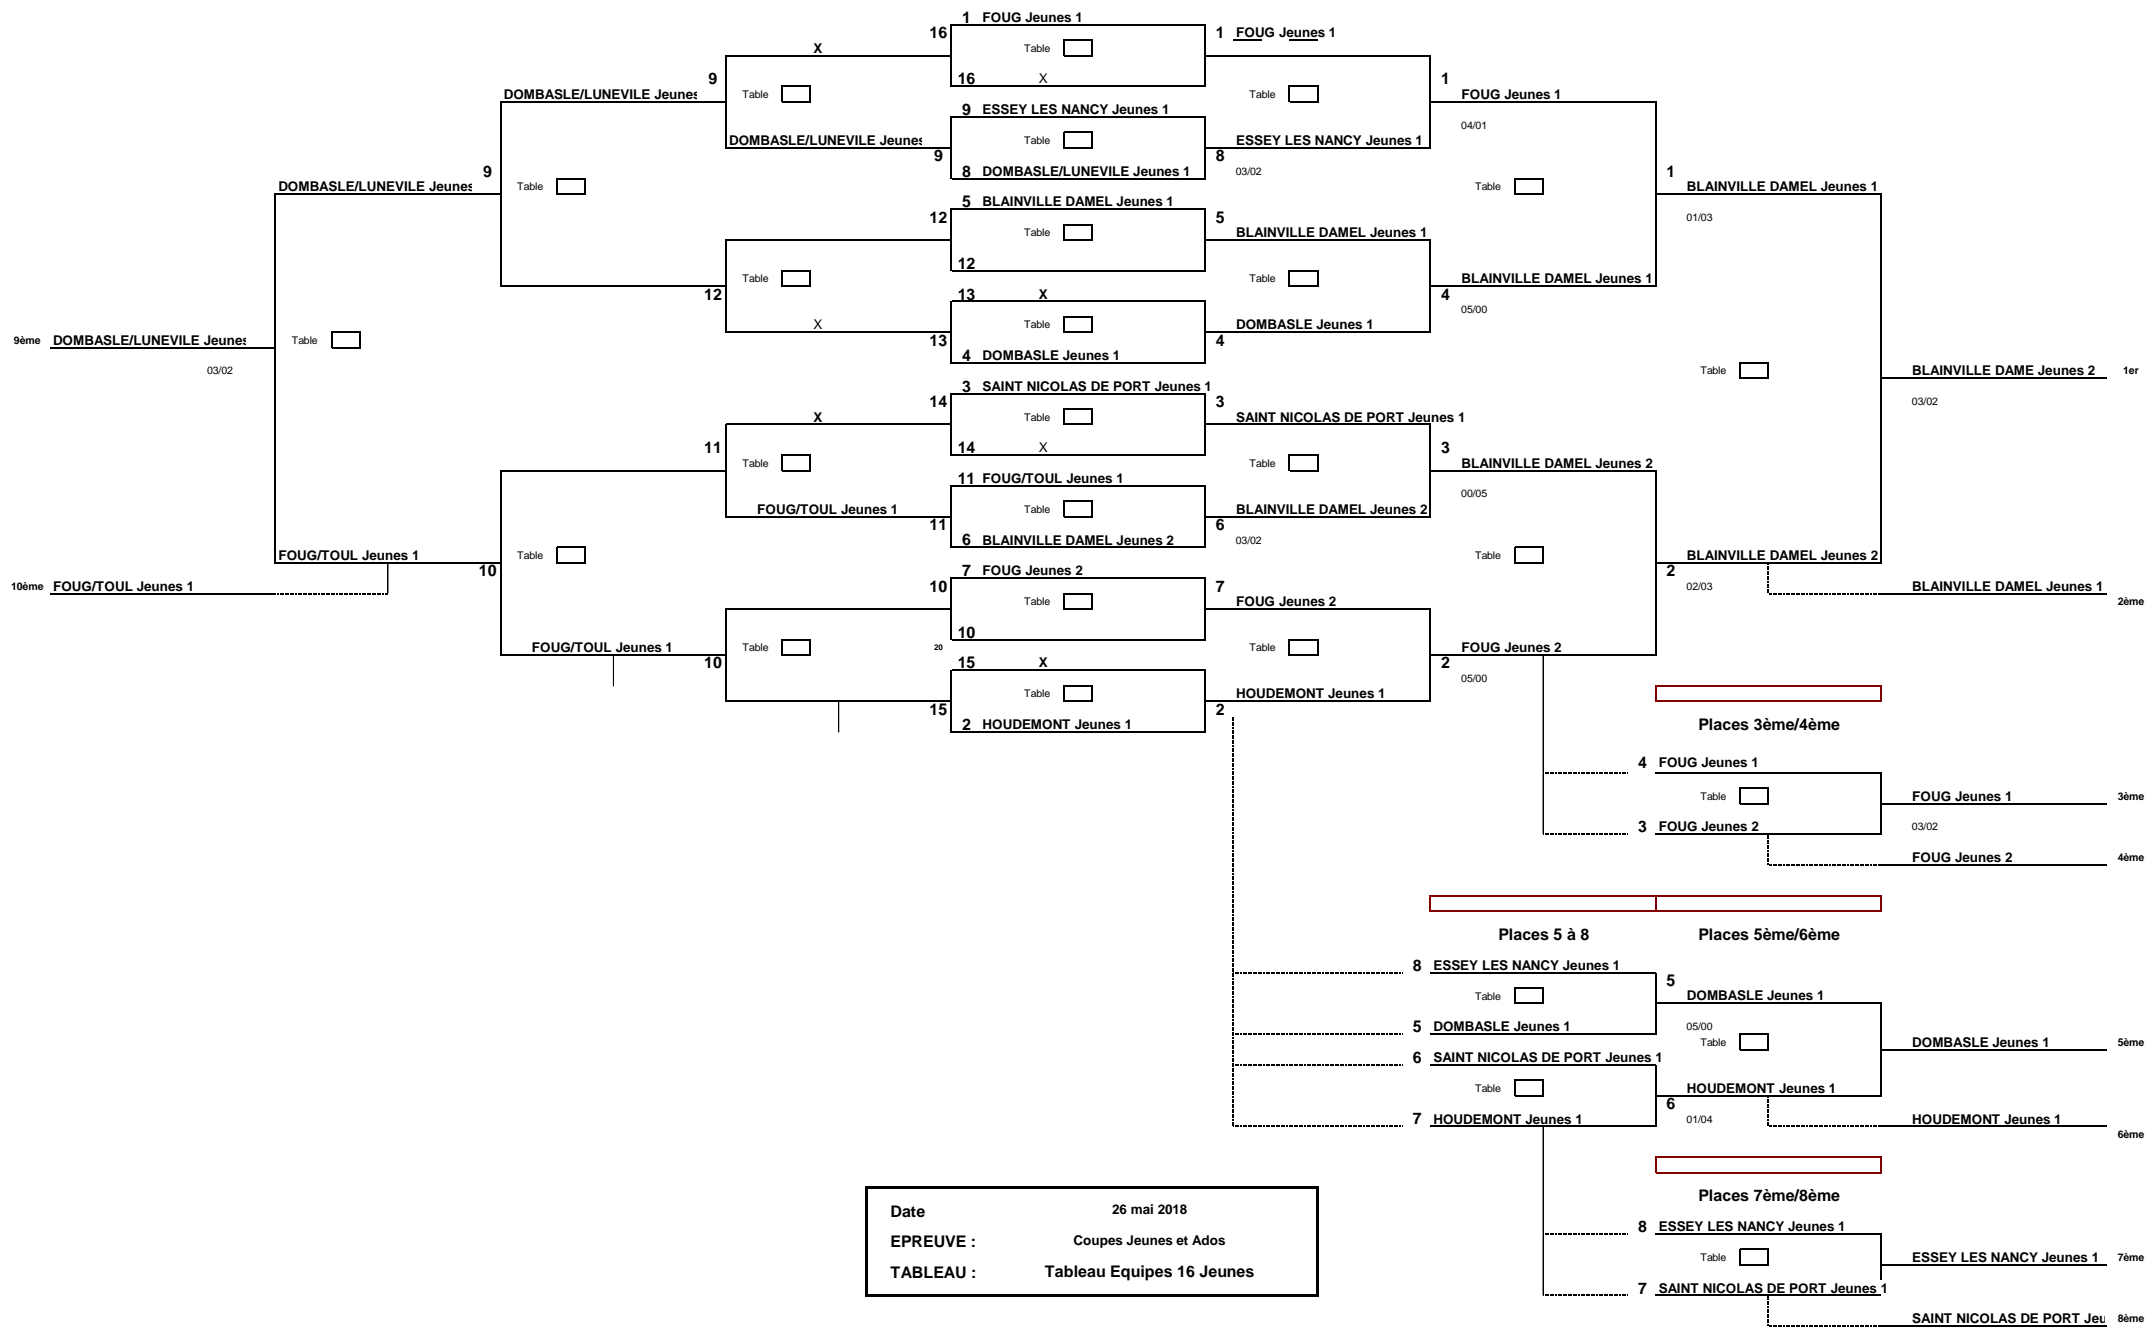 1 FOUG Jeunes 1
16 1 FOUG Jeunes 1
X Table
9 16 X 1
DOMBASLE/LUNEVILE Jeunes Table Table FOUG Jeunes 1
9 ESSEY LES NANCY Jeunes 1
04/01
DOMBASLE/LUNEVILE Jeunes Table ESSEY LES NANCY Jeunes 1
9 8
9 8 DOMBASLE/LUNEVILE Jeunes 1 03/02 1
DOMBASLE/LUNEVILE Jeunes Table Table BLAINVILLE DAMEL Jeunes 1
5 BLAINVILLE DAMEL Jeunes 1
12 5 01/03
Table BLAINVILLE DAMEL Jeunes 1
12
Table Table BLAINVILLE DAMEL Jeunes 1
12 13 X 4
05/00
X Table DOMBASLE Jeunes 1
9ème DOMBASLE/LUNEVILE Jeunes Table 13 4
4 DOMBASLE Jeunes 1
03/02 Table BLAINVILLE DAME Jeunes 2 1er
3 SAINT NICOLAS DE PORT Jeunes 1
14 3 03/02
X Table SAINT NICOLAS DE PORT Jeunes 1
11 14 X 3
Table Table BLAINVILLE DAMEL Jeunes 2
11 FOUG/TOUL Jeunes 1
00/05
FOUG/TOUL Jeunes 1 Table BLAINVILLE DAMEL Jeunes 2
11 6
6 BLAINVILLE DAMEL Jeunes 2 03/02
FOUG/TOUL Jeunes 1 Table Table BLAINVILLE DAMEL Jeunes 2
10 7 FOUG Jeunes 2 2
10ème FOUG/TOUL Jeunes 1 10 7 02/03 BLAINVILLE DAMEL Jeunes 1
Table FOUG Jeunes 2 2ème
10
FOUG/TOUL Jeunes 1 Table 20 Table FOUG Jeunes 2
10 15 X 2
05/00
Table HOUDEMONT Jeunes 1
15 2
2 HOUDEMONT Jeunes 1 Places 3ème/4ème
4 FOUG Jeunes 1
Table FOUG Jeunes 1 3ème
3 FOUG Jeunes 2 03/02
FOUG Jeunes 2 4ème
Places 5 à 8 Places 5ème/6ème
8 ESSEY LES NANCY Jeunes 1
5
Table DOMBASLE Jeunes 1
5 DOMBASLE Jeunes 1 05/00
Table DOMBASLE Jeunes 1 5ème
6 SAINT NICOLAS DE PORT Jeunes 1
Table HOUDEMONT Jeunes 1
6
7 HOUDEMONT Jeunes 1 01/04 HOUDEMONT Jeunes 1
6ème
Places 7ème/8ème
Date 26 mai 2018
8 ESSEY LES NANCY Jeunes 1
EPREUVE : Coupes Jeunes et Ados
Table ESSEY LES NANCY Jeunes 1 7ème
TABLEAU : Tableau Equipes 16 Jeunes
7 SAINT NICOLAS DE PORT Jeunes 1
SAINT NICOLAS DE PORT Jeu 8ème